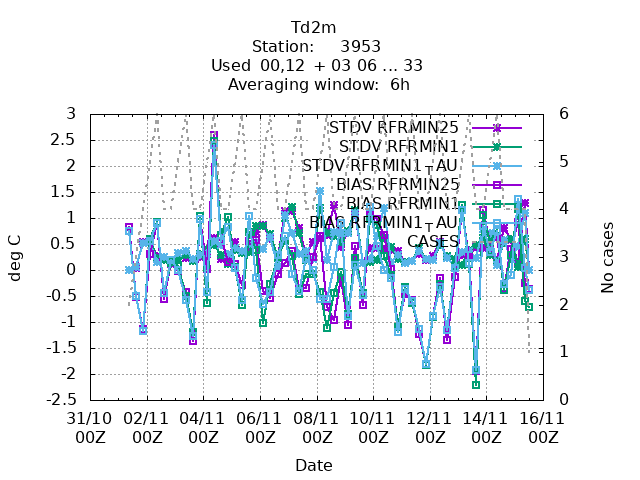 Td2m
Station: 3953
Used 00,12 + 03 06 ... 33
Averaging window: 6h
3 6
STDV RFRMIN25
2.5 STDV RFRMIN1
5
2 STDV RFRMIN1_AU
1.5 BIAS RFRMIN25
BIAS RFRMIN1 4
1
BIAS RFRMIN1_AU
0.5 CASES
deg C 0 3 No cases
-0.5
2
-1
-1.5
1
-2
-2.5 0
31/10 02/11 04/11 06/11 08/11 10/11 12/11 14/11 16/11
00Z 00Z 00Z 00Z 00Z 00Z 00Z 00Z 00Z
Date